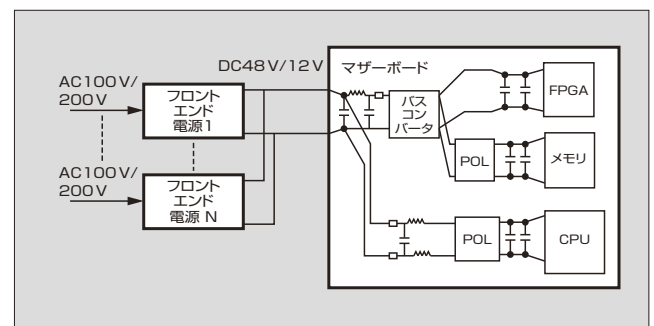 DC48V/12V
マザーボード
AC100V/
200V
フロント
エンド
電源1
バス
コン
バータ
FPGA
POL
メモリ
AC100V/
200V
フロント
エンド
電源 N
POL
CPU